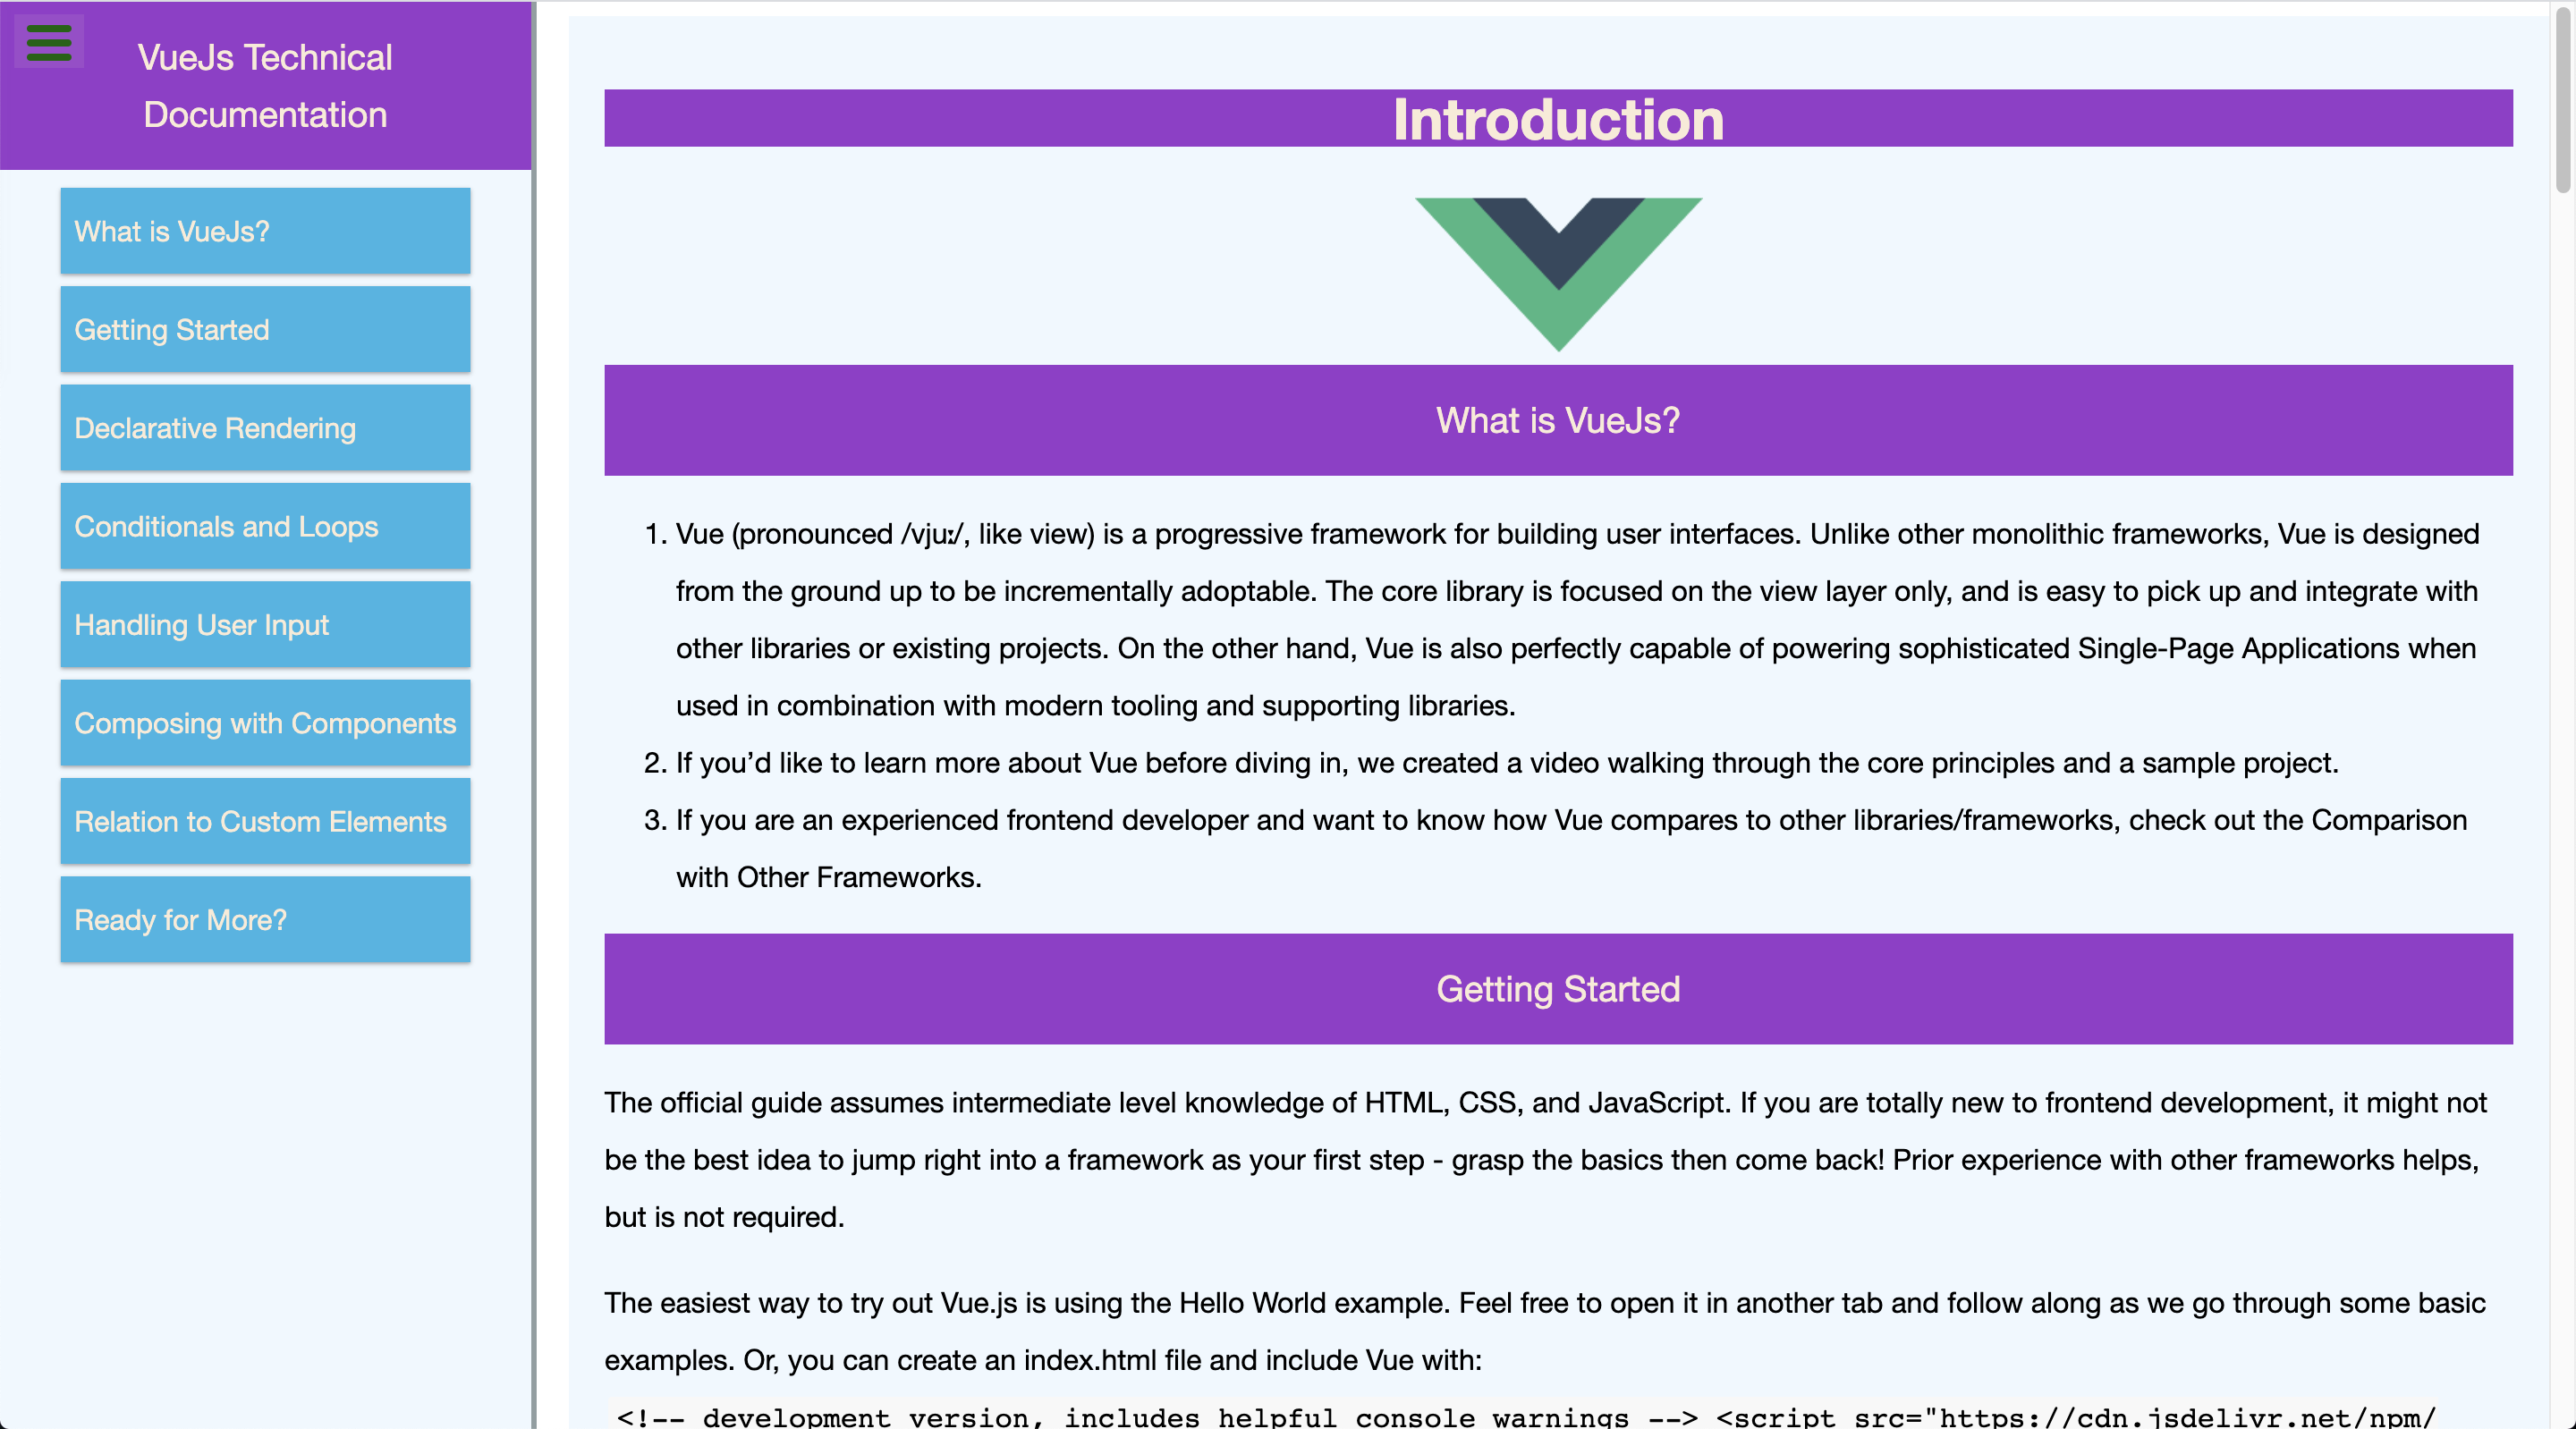 VueJs Technical
Documentation
What is VueJs?
Getting Started
Declarative Rendering
Conditionals and Loops
Handling User Input
Composing with Components
Relation to Custom Elements
Ready for More?
Introduction
What is VueJs?
1. Vue (pronounced /vjuː/, like view) is a progressive framework for building user interfaces. Unlike other monolithic frameworks, Vue is designed
from the ground up to be incrementally adoptable. The core library is focused on the view layer only, and is easy to pick up and integrate with
other libraries or existing projects. On the other hand, Vue is also perfectly capable of powering sophisticated Single-Page Applications when
used in combination with modern tooling and supporting libraries.
2. If you’d like to learn more about Vue before diving in, we created a video walking through the core principles and a sample project.
3. If you are an experienced frontend developer and want to know how Vue compares to other libraries/frameworks, check out the Comparison
with Other Frameworks.
Getting Started
The official guide assumes intermediate level knowledge of HTML, CSS, and JavaScript. If you are totally new to frontend development, it might not
be the best idea to jump right into a framework as your first step - grasp the basics then come back! Prior experience with other frameworks helps,
but is not required.
The easiest way to try out Vue.js is using the Hello World example. Feel free to open it in another tab and follow along as we go through some basic
examples. Or, you can create an index.html file and include Vue with:
<!-- development version, includes helpful console warnings --> <script src="https://cdn.jsdelivr.net/npm/